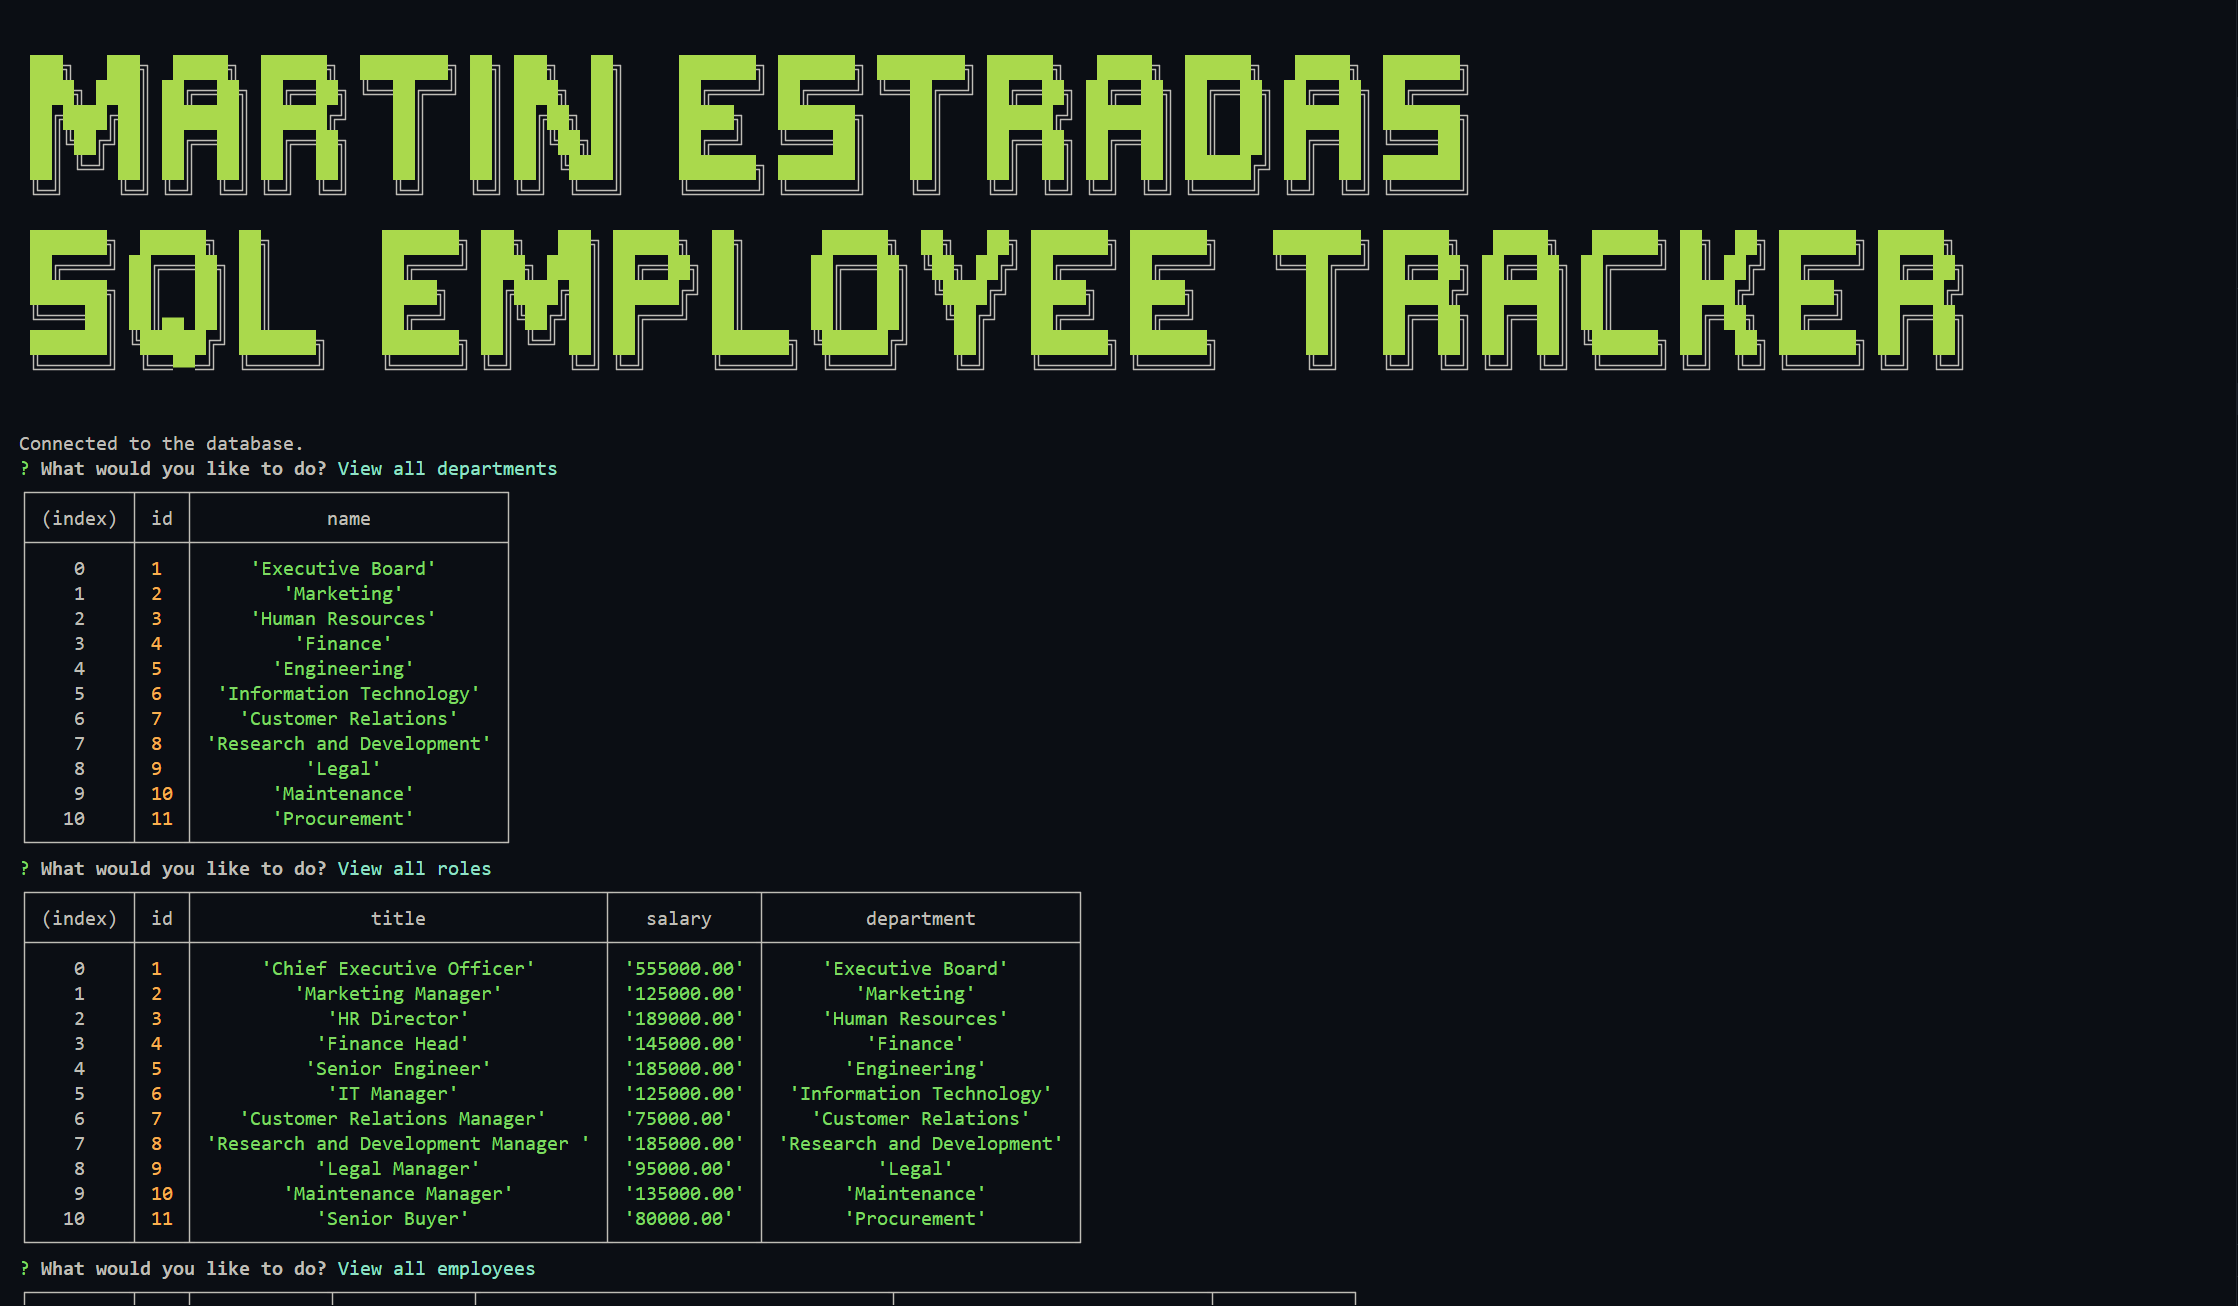 MARTIN ESTRADAS
SQL EMPLOYEE TRACKER
Connected to the database.
? What would you like to do? View all departments
(index) id name
0 1 'Executive Board'
1 2 'Marketing'
2 3 'Human Resources'
3 4 'Finance'
4 5 'Engineering'
5 6 'Information Technology'
6 7 'Customer Relations'
7 8 'Research and Development'
8 9 'Legal'
9 10 'Maintenance'
10 11 'Procurement'
? What would you like to do? View all roles
(index) id title salary department
0 1 'Chief Executive Officer' '555000.00' 'Executive Board'
1 2 'Marketing Manager' '125000.00' 'Marketing'
2 3 'HR Director' '189000.00' 'Human Resources'
3 4 'Finance Head' '145000.00' 'Finance'
4 5 'Senior Engineer' '185000.00' 'Engineering'
5 6 'IT Manager' '125000.00' 'Information Technology'
6 7 'Customer Relations Manager' '75000.00' 'Customer Relations'
7 8 'Research and Development Manager ' '185000.00' 'Research and Development'
8 9 'Legal Manager' '95000.00' 'Legal'
9 10 'Maintenance Manager' '135000.00' 'Maintenance'
10 11 'Senior Buyer' '80000.00' 'Procurement'
? What would you like to do? View all employees